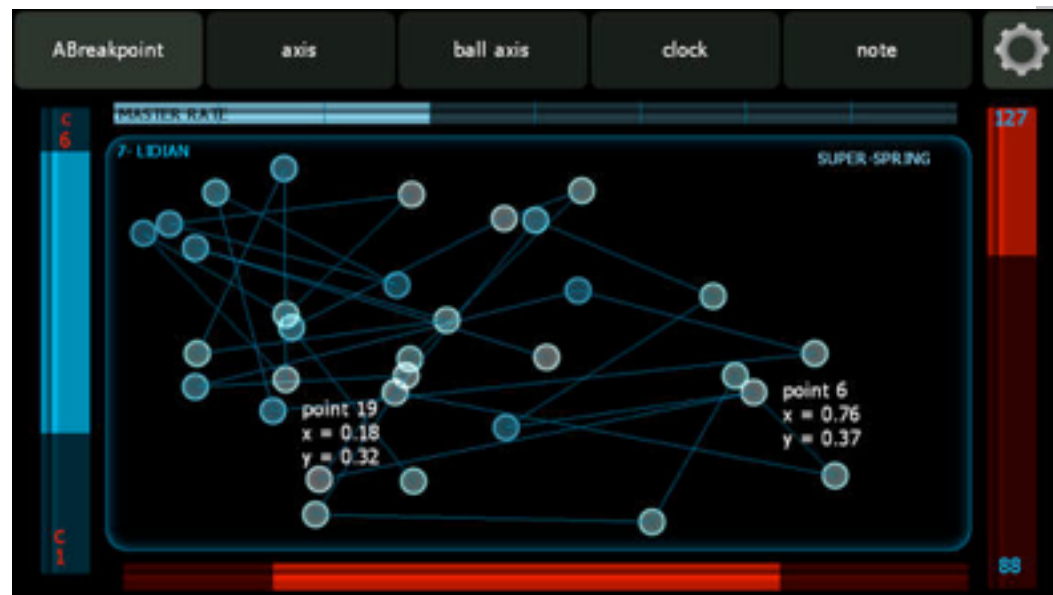 ABreakpoint
axis
ball axis
clock
note
C
6
MASTER RATE
127
7- LIDIAN
SUPER-SPRING
point 19
x = 0.18
y = 0.32
point 6
x = 0.76
y = 0.37
C
1
88